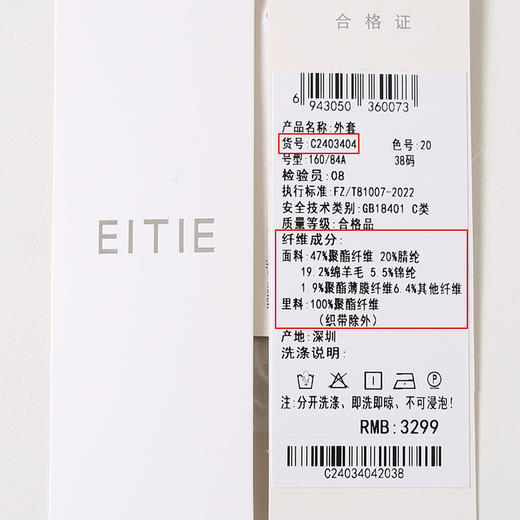 EITIE
合格证
6 943050 360073
产品名称:外套
货号:C2403404 色号:20
号型:160/84A 38码
检验员:08
执行标准:FZ/T81007-2022
安全技术类别:GB18401 C类
质量等级:合格品
纤维成分:
面料:47%聚酯纤维 20%腈纶
19.2%绵羊毛 5.5%锦纶
1.9%聚酯薄膜纤维6.4%其他纤维
里料:100%聚酯纤维
(织带除外)
产地:深圳
洗涤说明:
P
注:分开洗涤、即洗即晾、不可浸泡!
RMB:3299
C24034042038